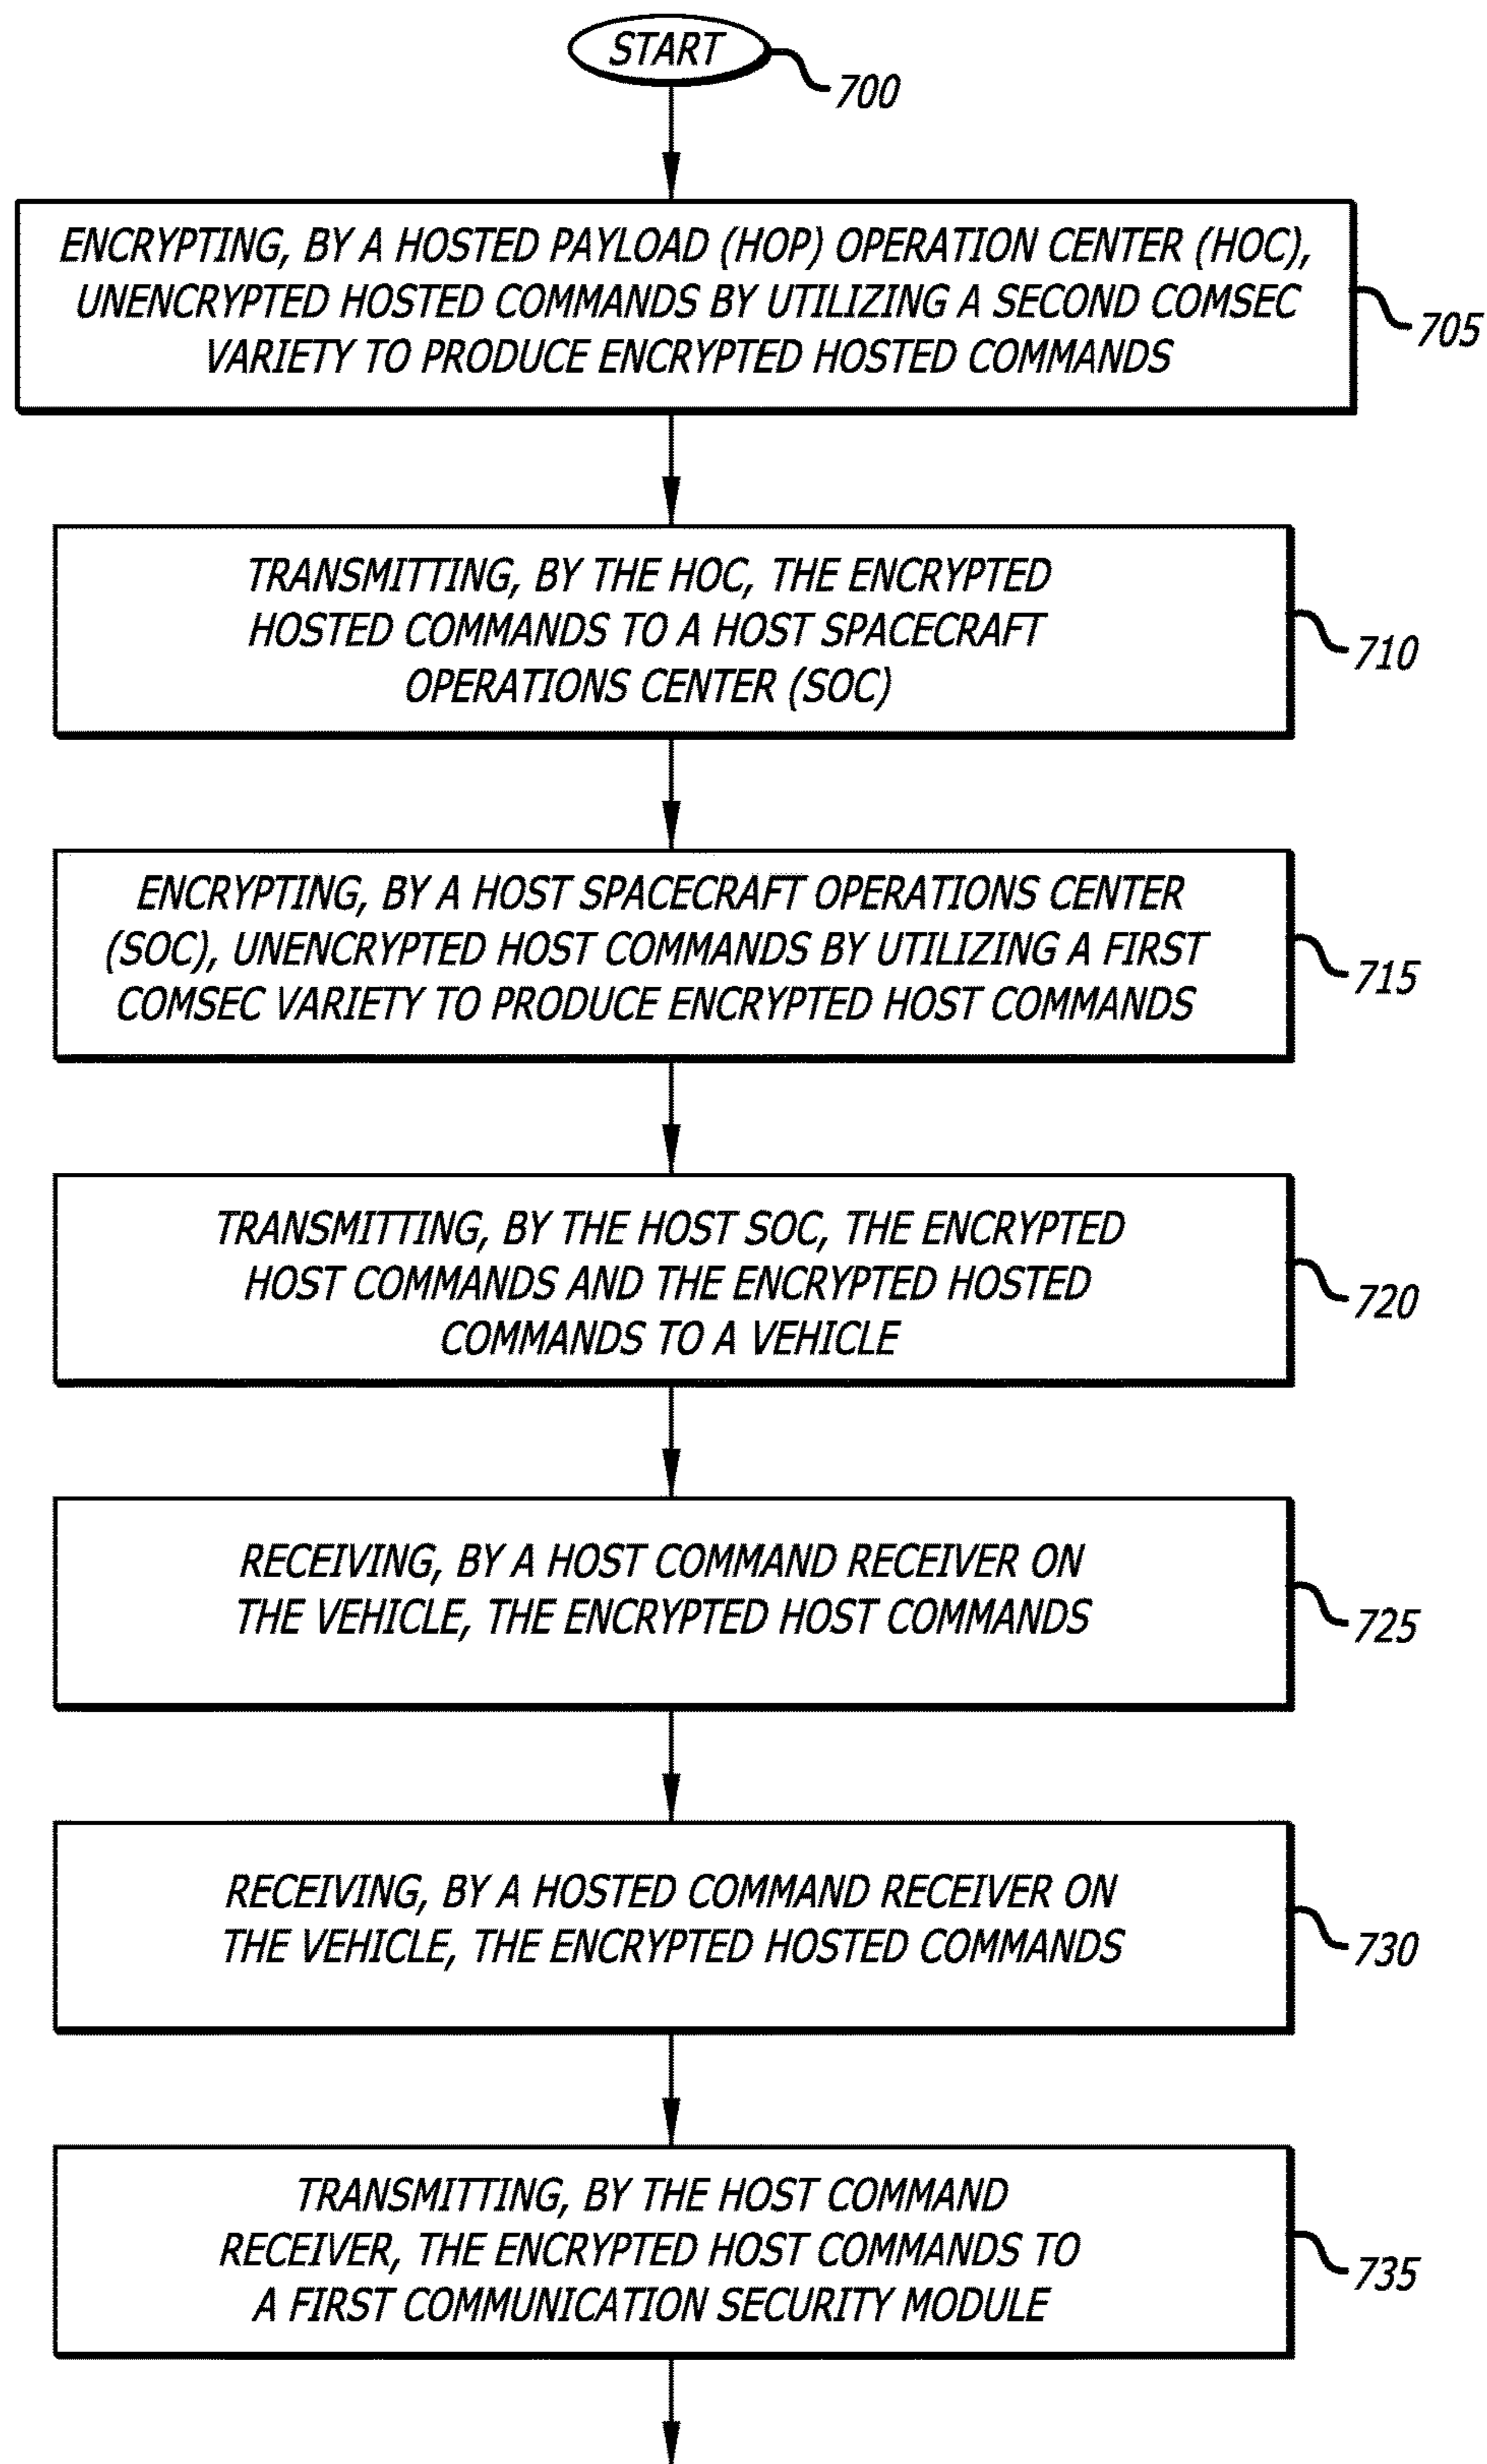 START
700
ENCRYPTING, BY A HOSTED PAYLOAD (HOP) OPERATION CENTER (HOC),
UNENCRYPTED HOSTED COMMANDS BY UTILIZING A SECOND COMSEC
VARIETY TO PRODUCE ENCRYPTED HOSTED COMMANDS
705
TRANSMITTING, BY THE HOC, THE ENCRYPTED
HOSTED COMMANDS TO A HOST SPACECRAFT
OPERATIONS CENTER (SOC)
710
ENCRYPTING, BY A HOST SPACECRAFT OPERATIONS CENTER
(SOC), UNENCRYPTED HOST COMMANDS BY UTILIZING A FIRST
COMSEC VARIETY TO PRODUCE ENCRYPTED HOST COMMANDS
715
TRANSMITTING, BY THE HOST SOC, THE ENCRYPTED
HOST COMMANDS AND THE ENCRYPTED HOSTED
COMMANDS TO A VEHICLE
720
RECEIVING, BY A HOST COMMAND RECEIVER ON
THE VEHICLE, THE ENCRYPTED HOST COMMANDS
725
RECEIVING, BY A HOSTED COMMAND RECEIVER ON
THE VEHICLE, THE ENCRYPTED HOSTED COMMANDS
730
TRANSMITTING, BY THE HOST COMMAND
RECEIVER, THE ENCRYPTED HOST COMMANDS TO
A FIRST COMMUNICATION SECURITY MODULE
735